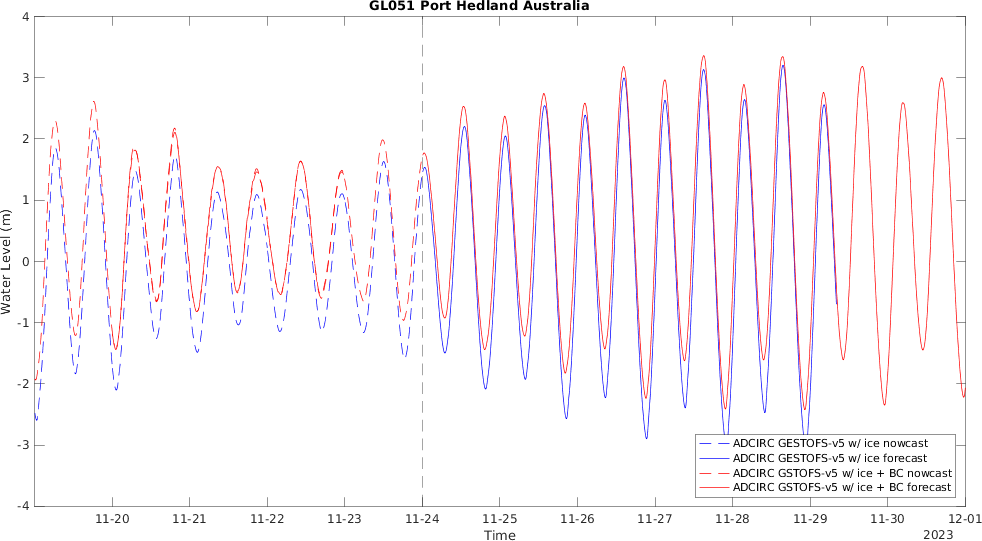 GL051 Port Hedland Australia
4
3
2
1
0
-1
-2
-3
-4
Water Level (m)
ADCIRC GESTOFS-v5 w/ ice nowcast
ADCIRC GESTOFS-v5 w/ ice forecast
ADCIRC GSTOFS-v5 w/ ice + BC nowcast
ADCIRC GSTOFS-v5 w/ ice + BC forecast
11-20 11-21 11-22 11-23 11-24 11-25 11-26 11-27 11-28 11-29 11-30 12-01
Time
2023